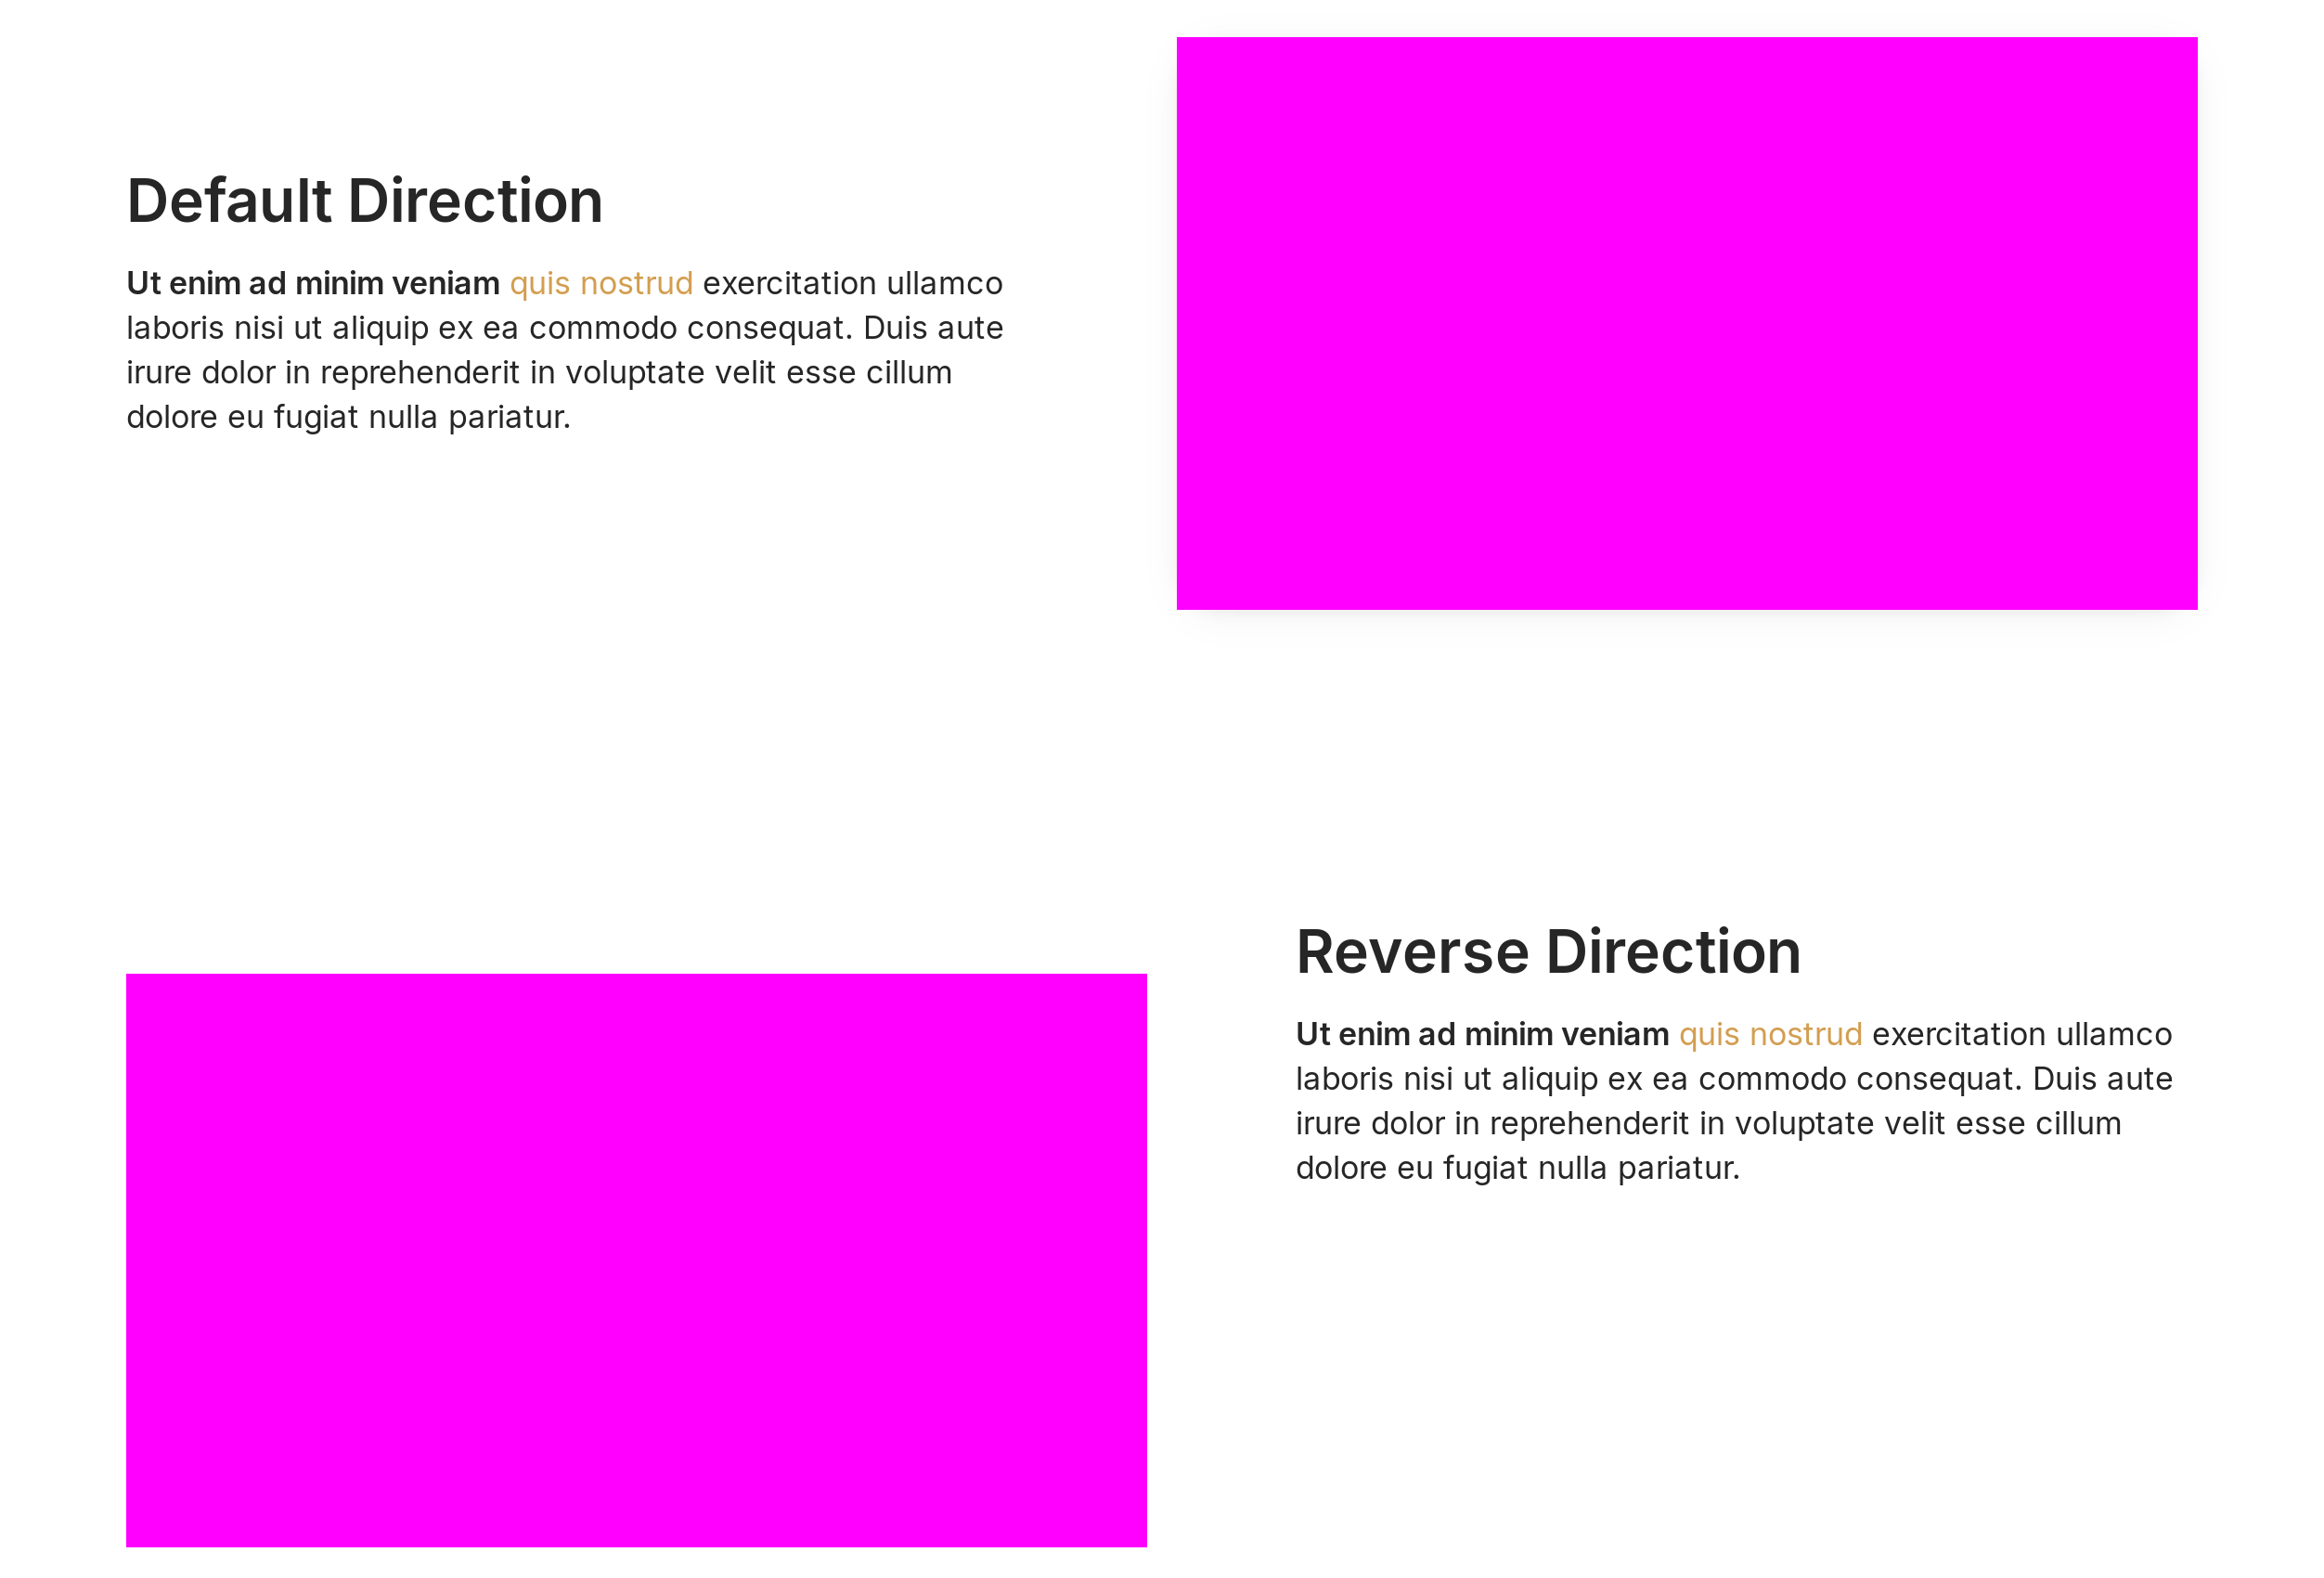 Default Direction
Ut enim ad minim veniam quis nostrud exercitation ullamco
laboris nisi ut aliquip ex ea commodo consequat. Duis aute
irure dolor in reprehenderit in voluptate velit esse cillum
dolore eu fugiat nulla pariatur.
Reverse Direction
Ut enim ad minim veniam quis nostrud exercitation ullamco
laboris nisi ut aliquip ex ea commodo consequat. Duis aute
irure dolor in reprehenderit in voluptate velit esse cillum
dolore eu fugiat nulla pariatur.